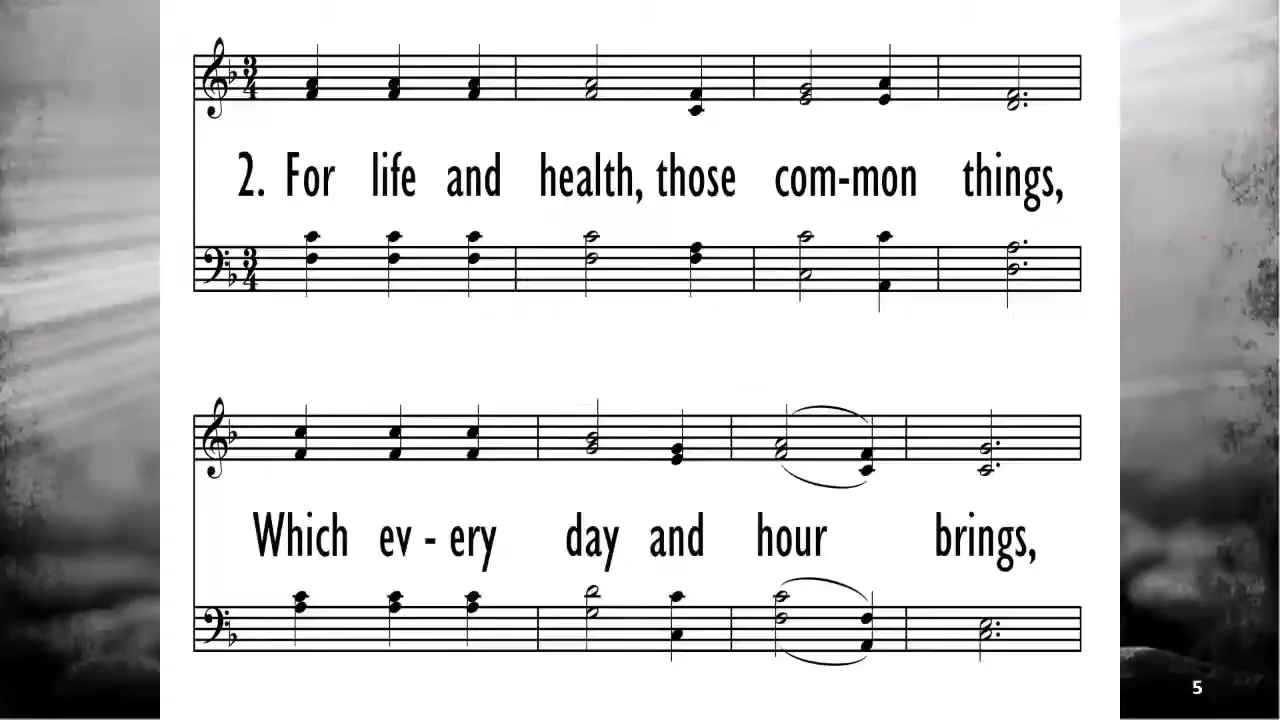 2. For life and health, those com-mon things,
Which ev - ery day and hour brings,
5